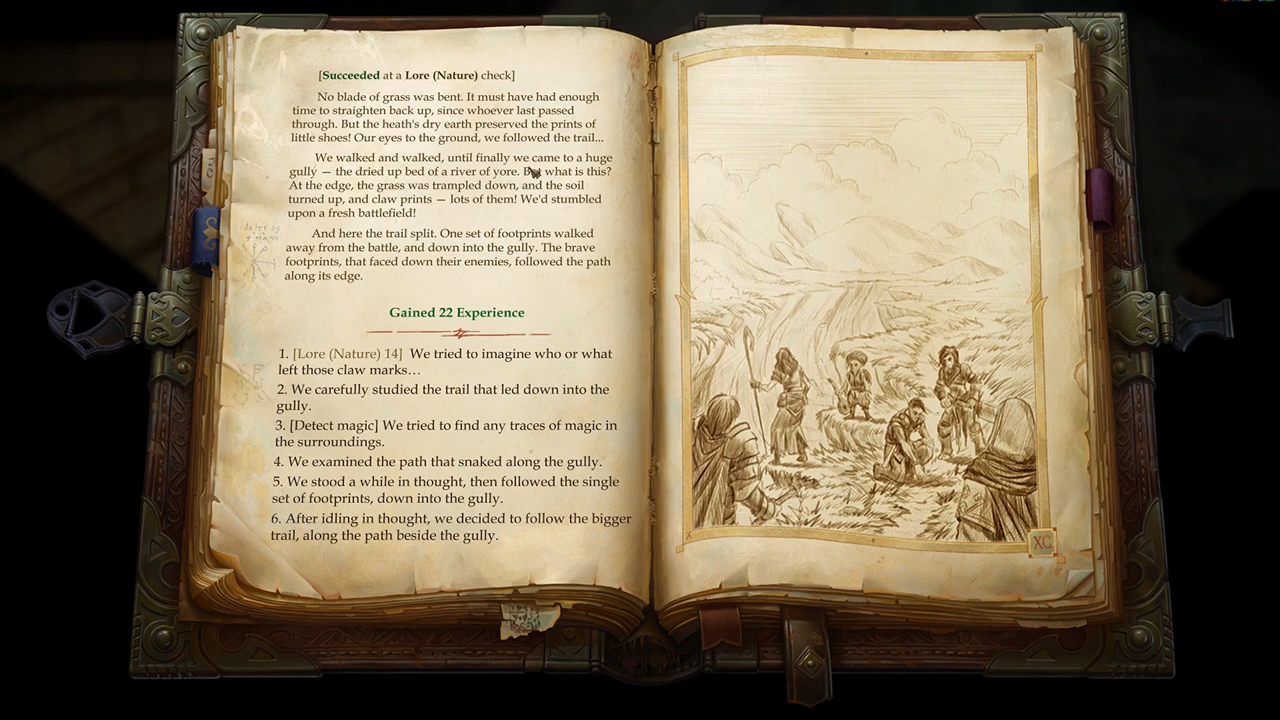 [Succeeded at a Lore (Nature) check]
No blade of grass was bent. It must have had enough
time to straighten back up, since whoever last passed
through. But the heath's dry earth preserved the prints of
little shoes! Our eyes to the ground, we followed the trail...
We walked and walked, until finally we came to a huge
gully — the dried up bed of a river of yore. But what is this?
At the edge, the grass was trampled down, and the soil
turned up, and claw prints — lots of them! We'd stumbled
upon a fresh battlefield!
And here the trail split. One set of footprints walked
away from the battle, and down into the gully. The brave
footprints, that faced down their enemies, followed the path
along its edge.
Gained 22 Experience
1. [Lore (Nature) 14] We tried to imagine who or what
left those claw marks…
2. We carefully studied the trail that led down into the
gully.
3. [Detect magic] We tried to find any traces of magic in
the surroundings.
4. We examined the path that snaked along the gully.
5. We stood a while in thought, then followed the single
set of footprints, down into the gully.
6. After idling in thought, we decided to follow the bigger
trail, along the path beside the gully.
XC